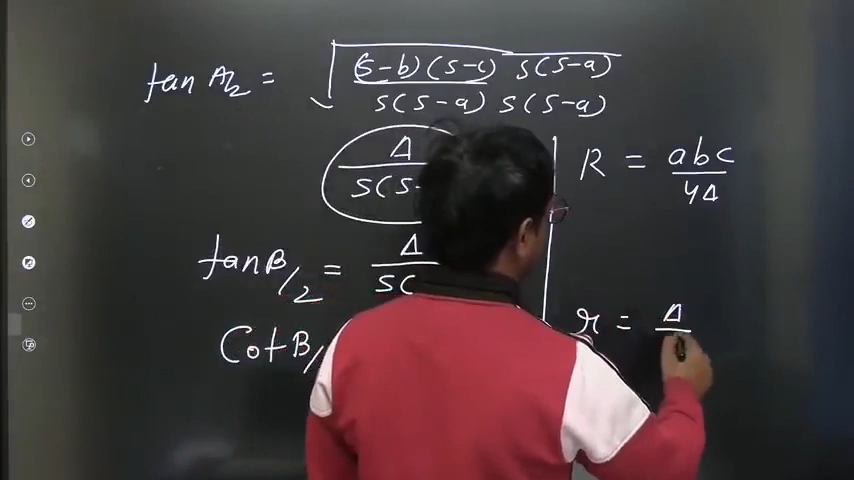 tan A/2 = √ (s-b)(s-c) s(s-a)
s(s-a) s(s-a)
Δ
s(s-
tan B/2 = Δ
s(
Cot B/
R = abc
4Δ
r = Δ